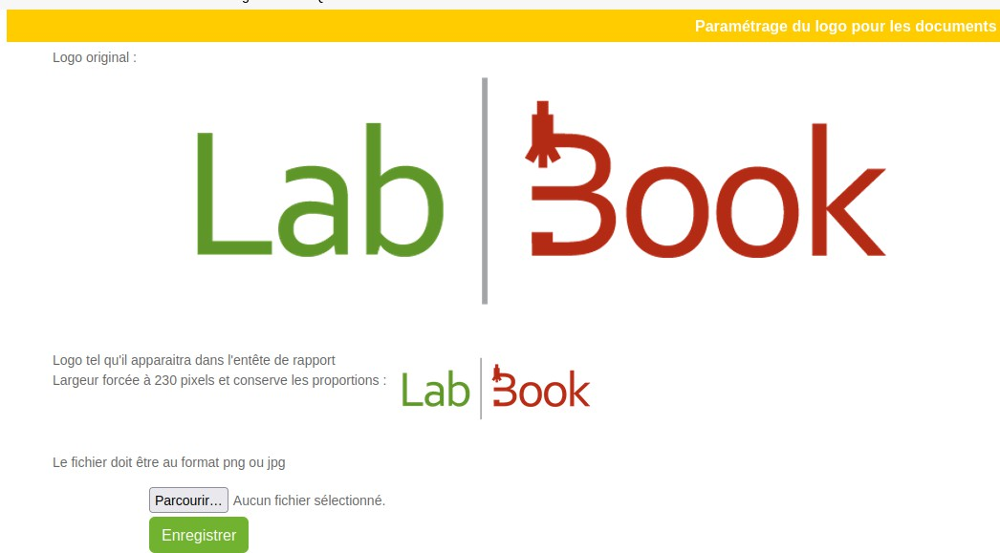 Paramétrage du logo pour les documents
Logo original :
Lab Book
Logo tel qu'il apparaitra dans l'entête de rapport
Largeur forcée à 230 pixels et conserve les proportions :
Lab Book
Le fichier doit être au format png ou jpg
Parcourir… Aucun fichier sélectionné.
Enregistrer